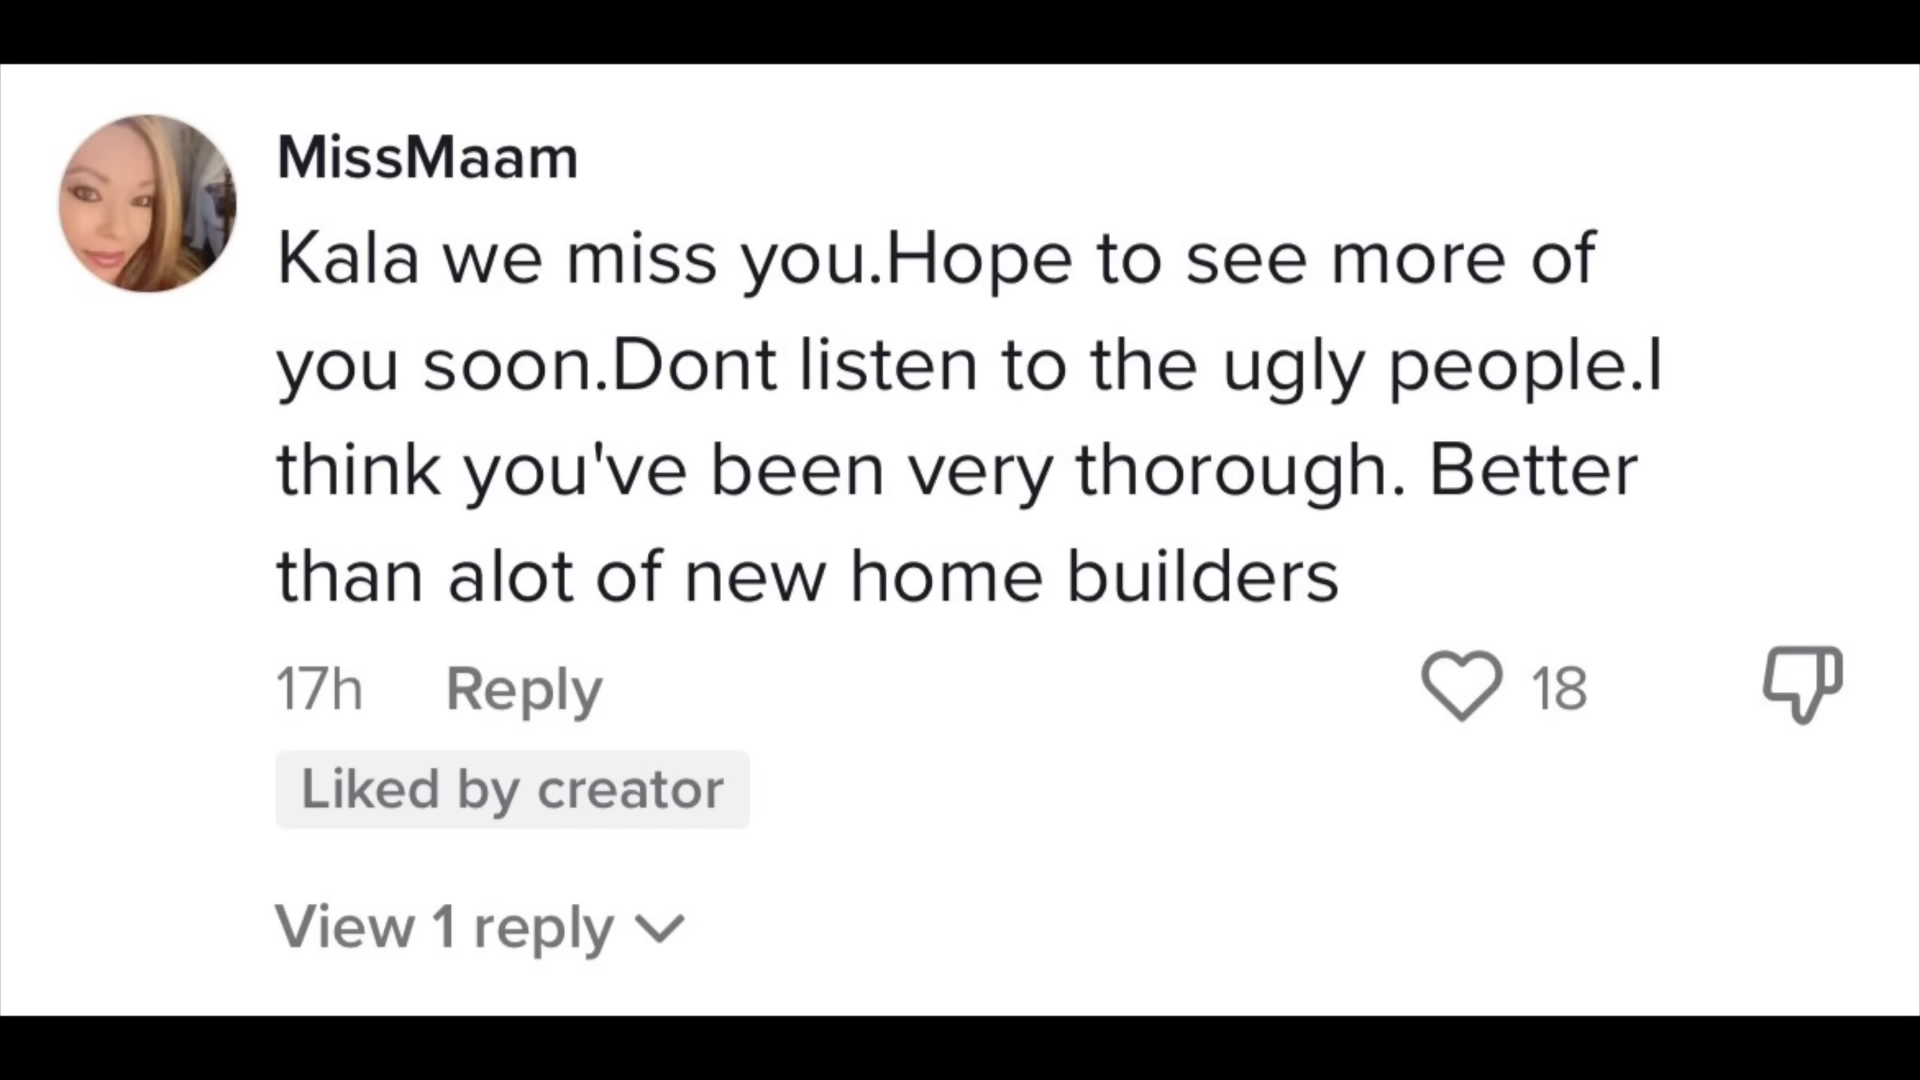 MissMaam
Kala we miss you.Hope to see more of
you soon.Dont listen to the ugly people.I
think you've been very thorough. Better
than alot of new home builders
17h Reply 18
Liked by creator
View 1 reply